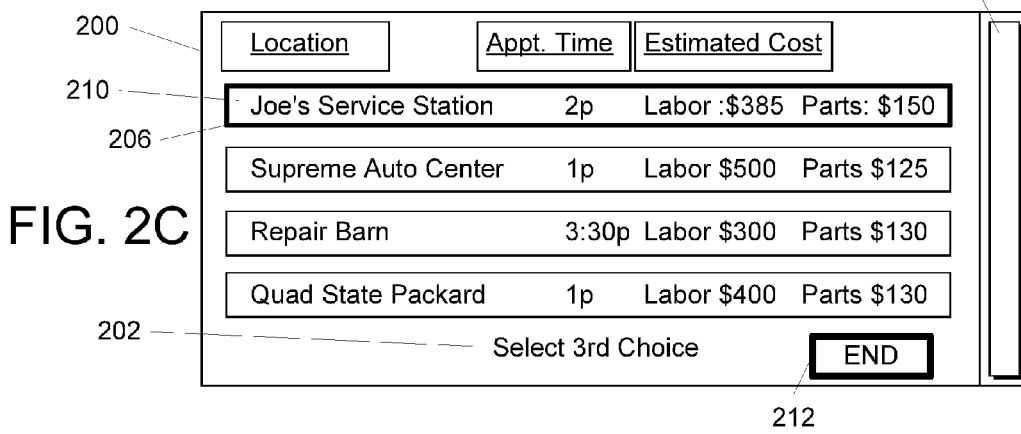 200
Location Appt. Time Estimated Cost
210
Joe's Service Station 2p Labor :$385 Parts: $150
206
Supreme Auto Center 1p Labor $500 Parts $125
FIG. 2C
Repair Barn 3:30p Labor $300 Parts $130
Quad State Packard 1p Labor $400 Parts $130
202
Select 3rd Choice
END
212